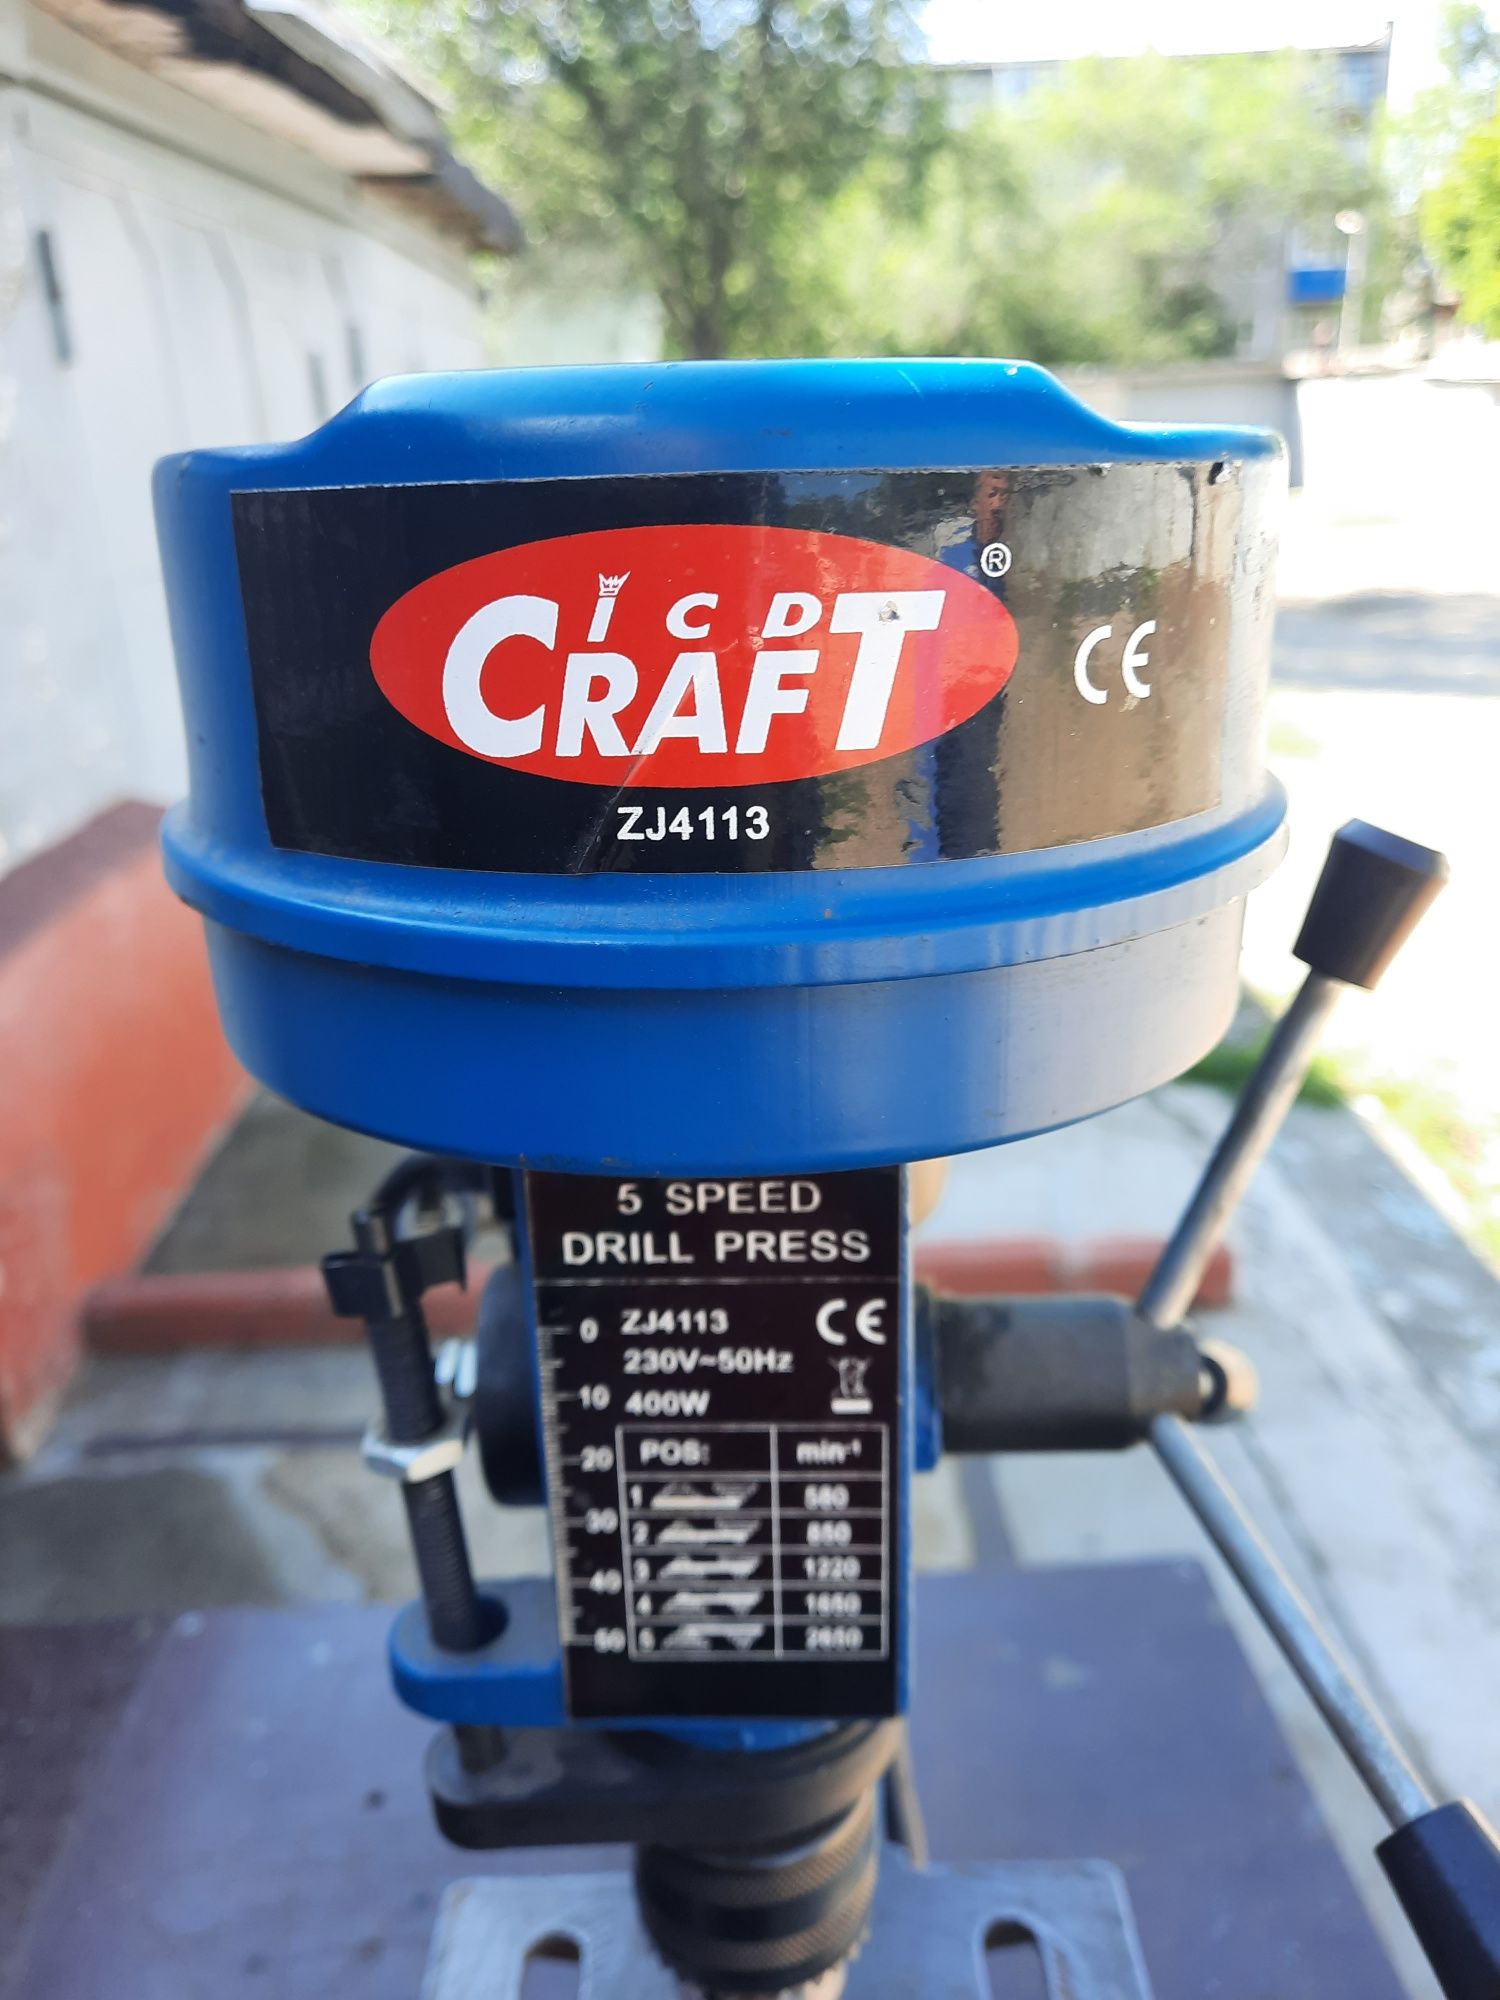 ICD
CRAFT ®
CE
ZJ4113
5 SPEED
DRILL PRESS
ZJ4113 CE
230V~50Hz
400W
0
10
20
30
40
50
POS: min-1
1 580
2 850
3 1220
4 1650
5 2650